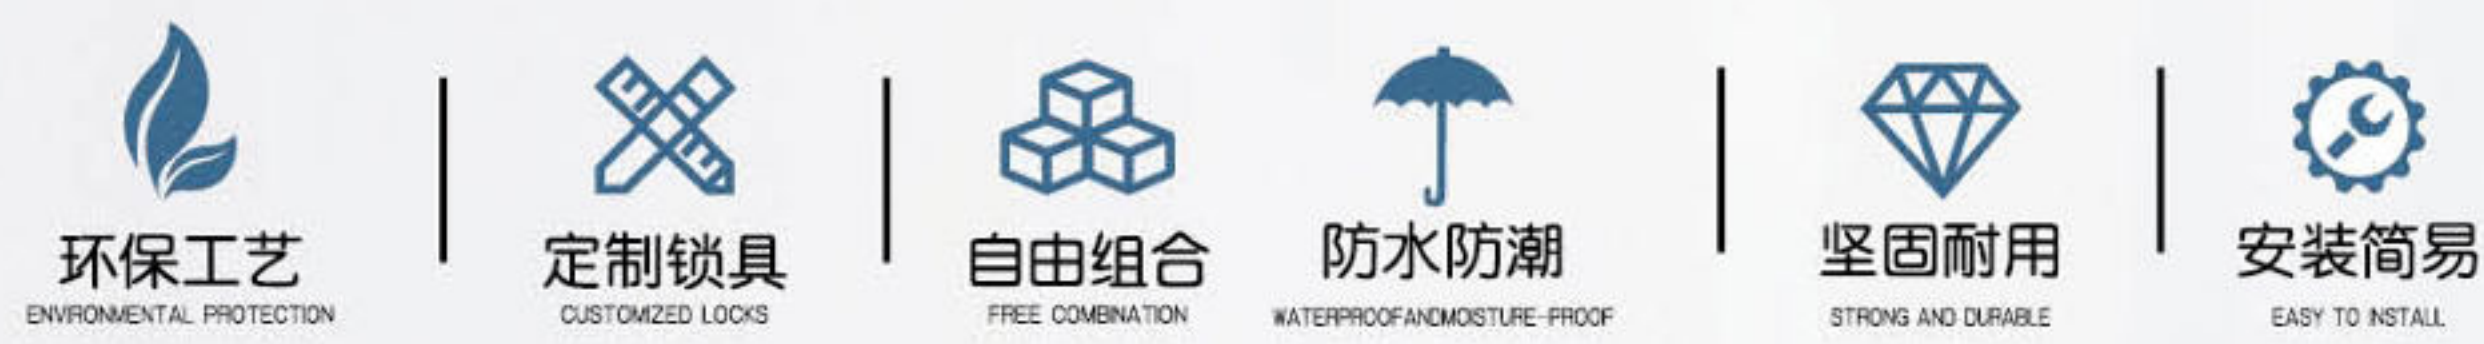 环保工艺
ENVIRONMENTAL PROTECTION
定制锁具
CUSTOMIZED LOCKS
自由组合
FREE COMBINATION
防水防潮
WATERPROOFANDMOISTURE-PROOF
坚固耐用
STRONG AND DURABLE
安装简易
EASY TO INSTALL